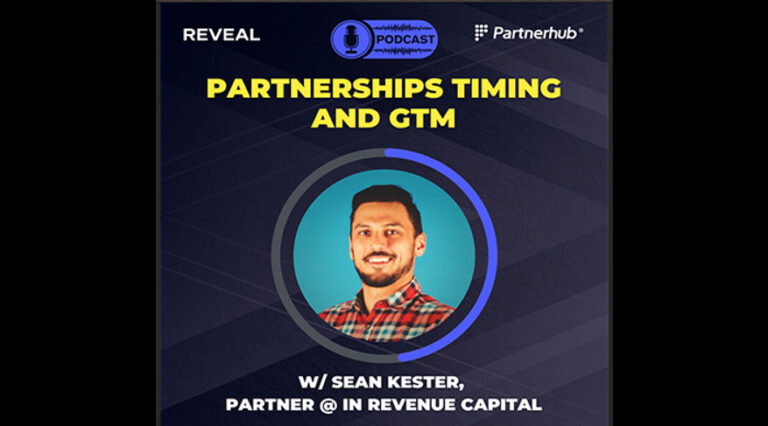 REVEAL
PODCAST
Partnerhub®
PARTNERSHIPS TIMING
AND GTM
W/ SEAN KESTER,
PARTNER @ IN REVENUE CAPITAL